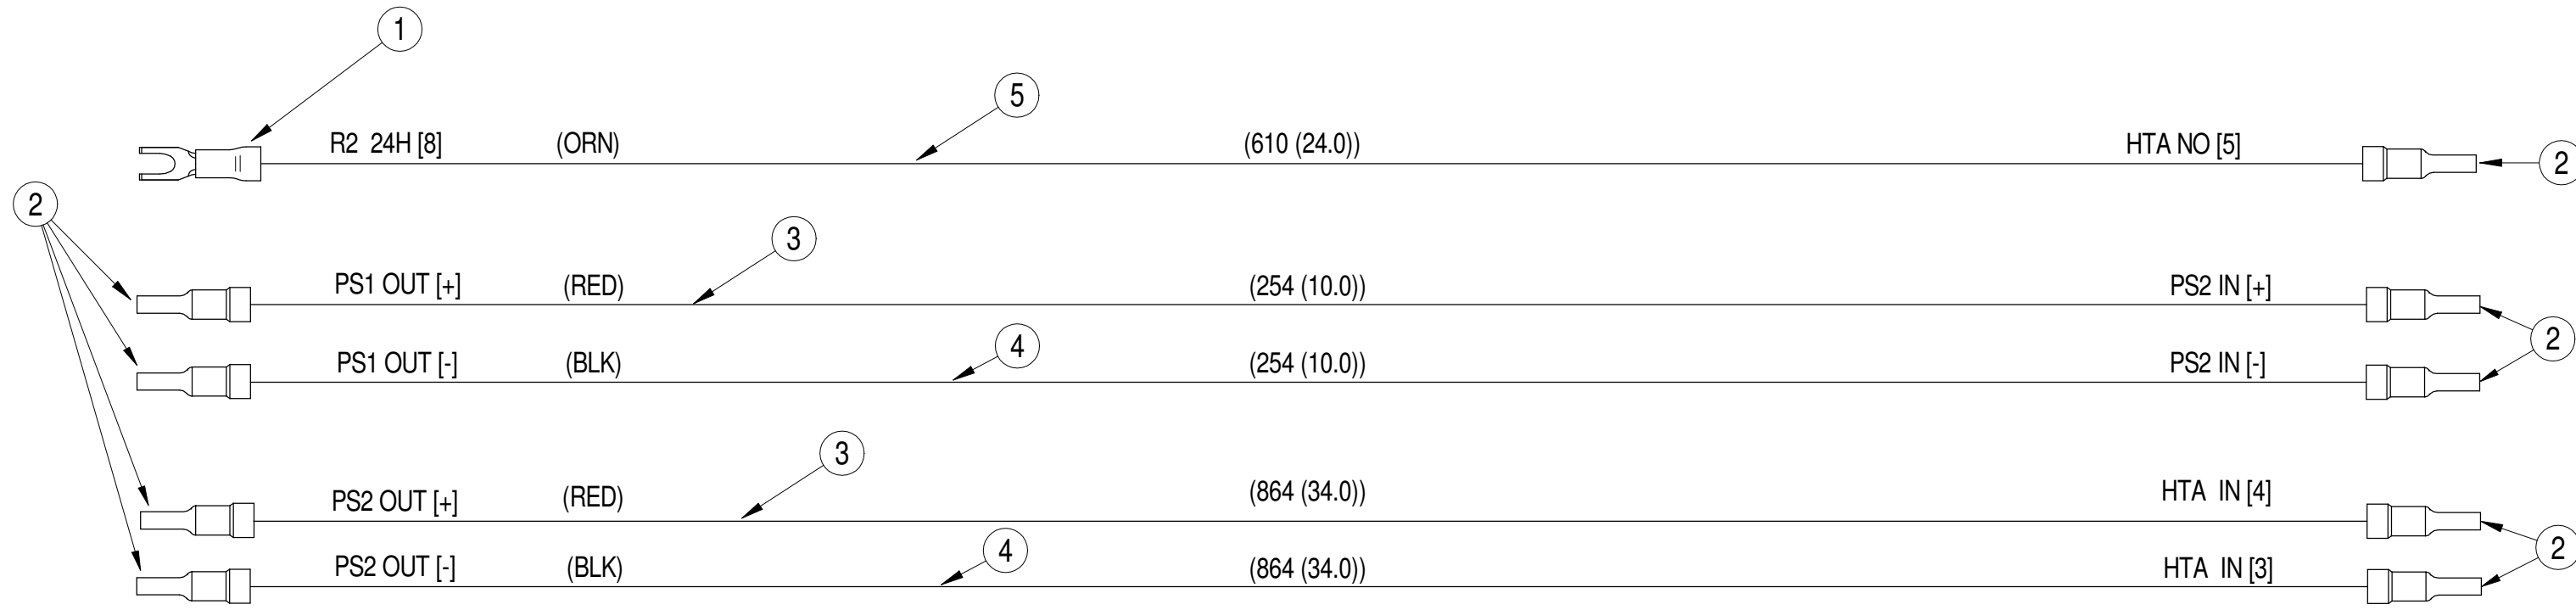 1
5
R2 24H [8] (ORN) (610 (24.0)) HTA NO [5]
2
2
3
PS1 OUT [+] (RED) (254 (10.0)) PS2 IN [+]
4
2
PS1 OUT [-] (BLK) (254 (10.0)) PS2 IN [-]
3
PS2 OUT [+] (RED) (864 (34.0)) HTA IN [4]
4
2
PS2 OUT [-] (BLK) (864 (34.0)) HTA IN [3]